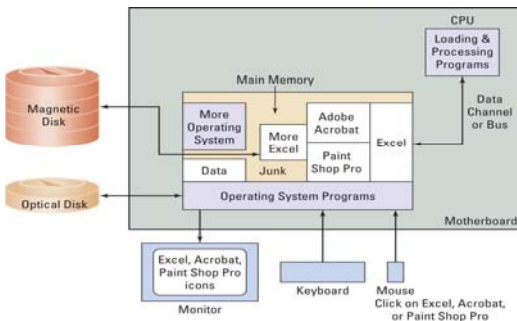 CPU
Loading &
Processing
Programs
Main Memory
Magnetic
Disk
More
Operating
System
More
Excel
Adobe
Acrobat
Excel
Data
Channel
or Bus
Data
Junk
Paint
Shop Pro
Optical Disk
Operating System Programs
Motherboard
Excel, Acrobat,
Paint Shop Pro
icons
Monitor
Keyboard
Mouse
Click on Excel, Acrobat,
or Paint Shop Pro